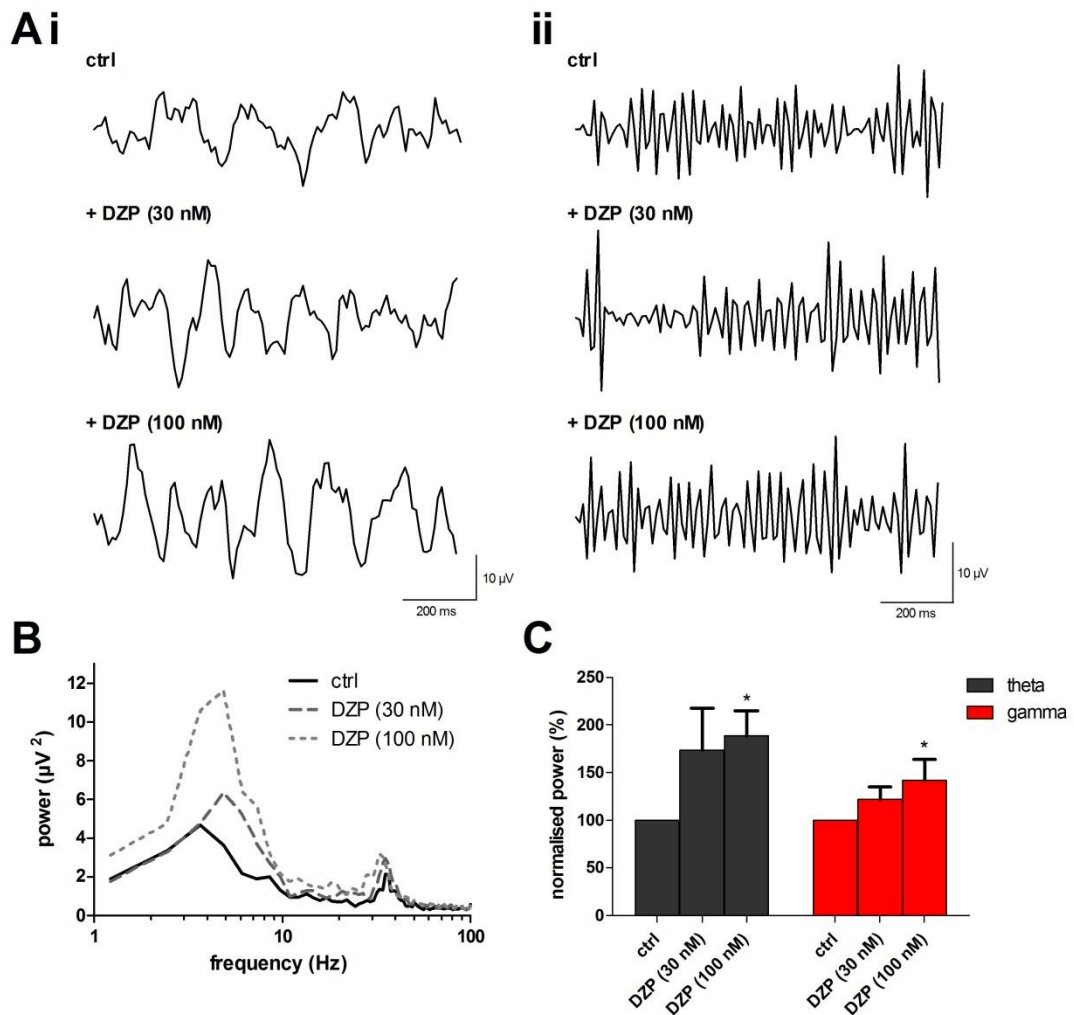 A i
ctrl
+ DZP (30 nM)
+ DZP (100 nM)
10 µV
200 ms
ii
ctrl
+ DZP (30 nM)
+ DZP (100 nM)
10 µV
200 ms
B
12
10
8
6
4
2
0
power (µV²)
1
10
100
frequency (Hz)
ctrl
DZP (30 nM)
DZP (100 nM)
C
250
200
150
100
50
0
normalised power (%)
*
*
ctrl
DZP (30 nM)
DZP (100 nM)
ctrl
DZP (30 nM)
DZP (100 nM)
theta
gamma